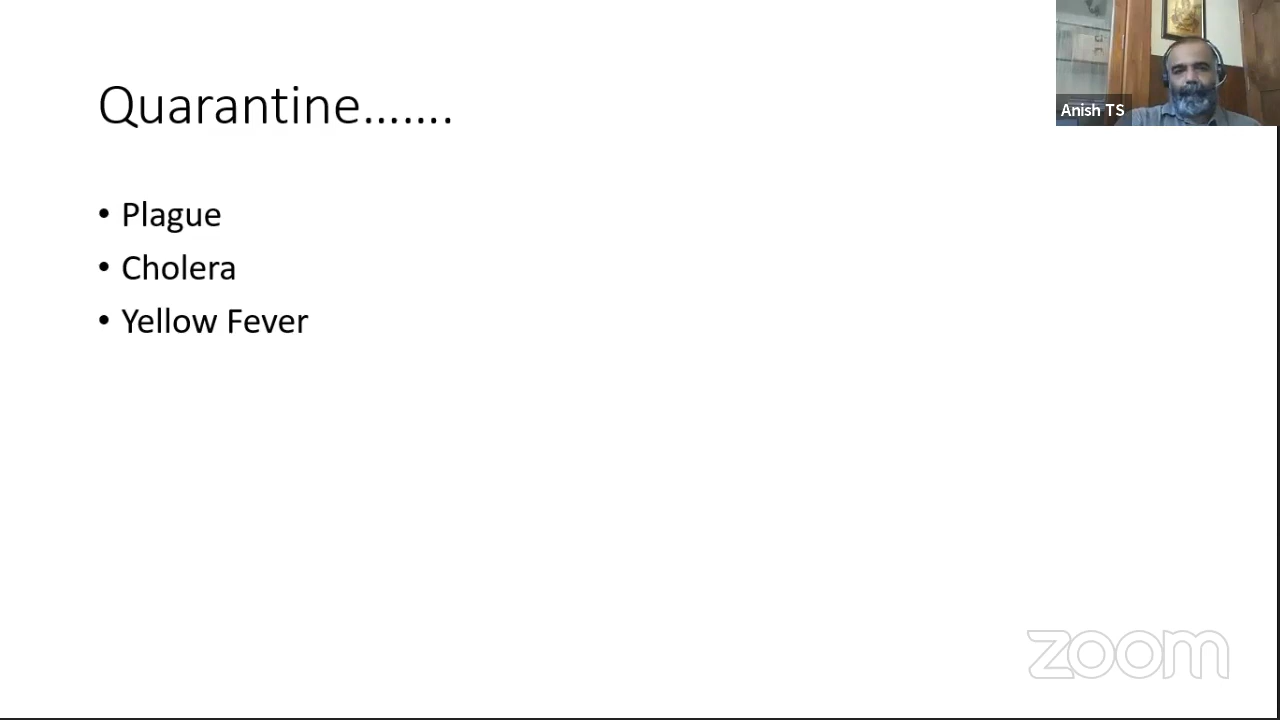 Quarantine.......
• Plague
• Cholera
• Yellow Fever
Anish TS
zoom